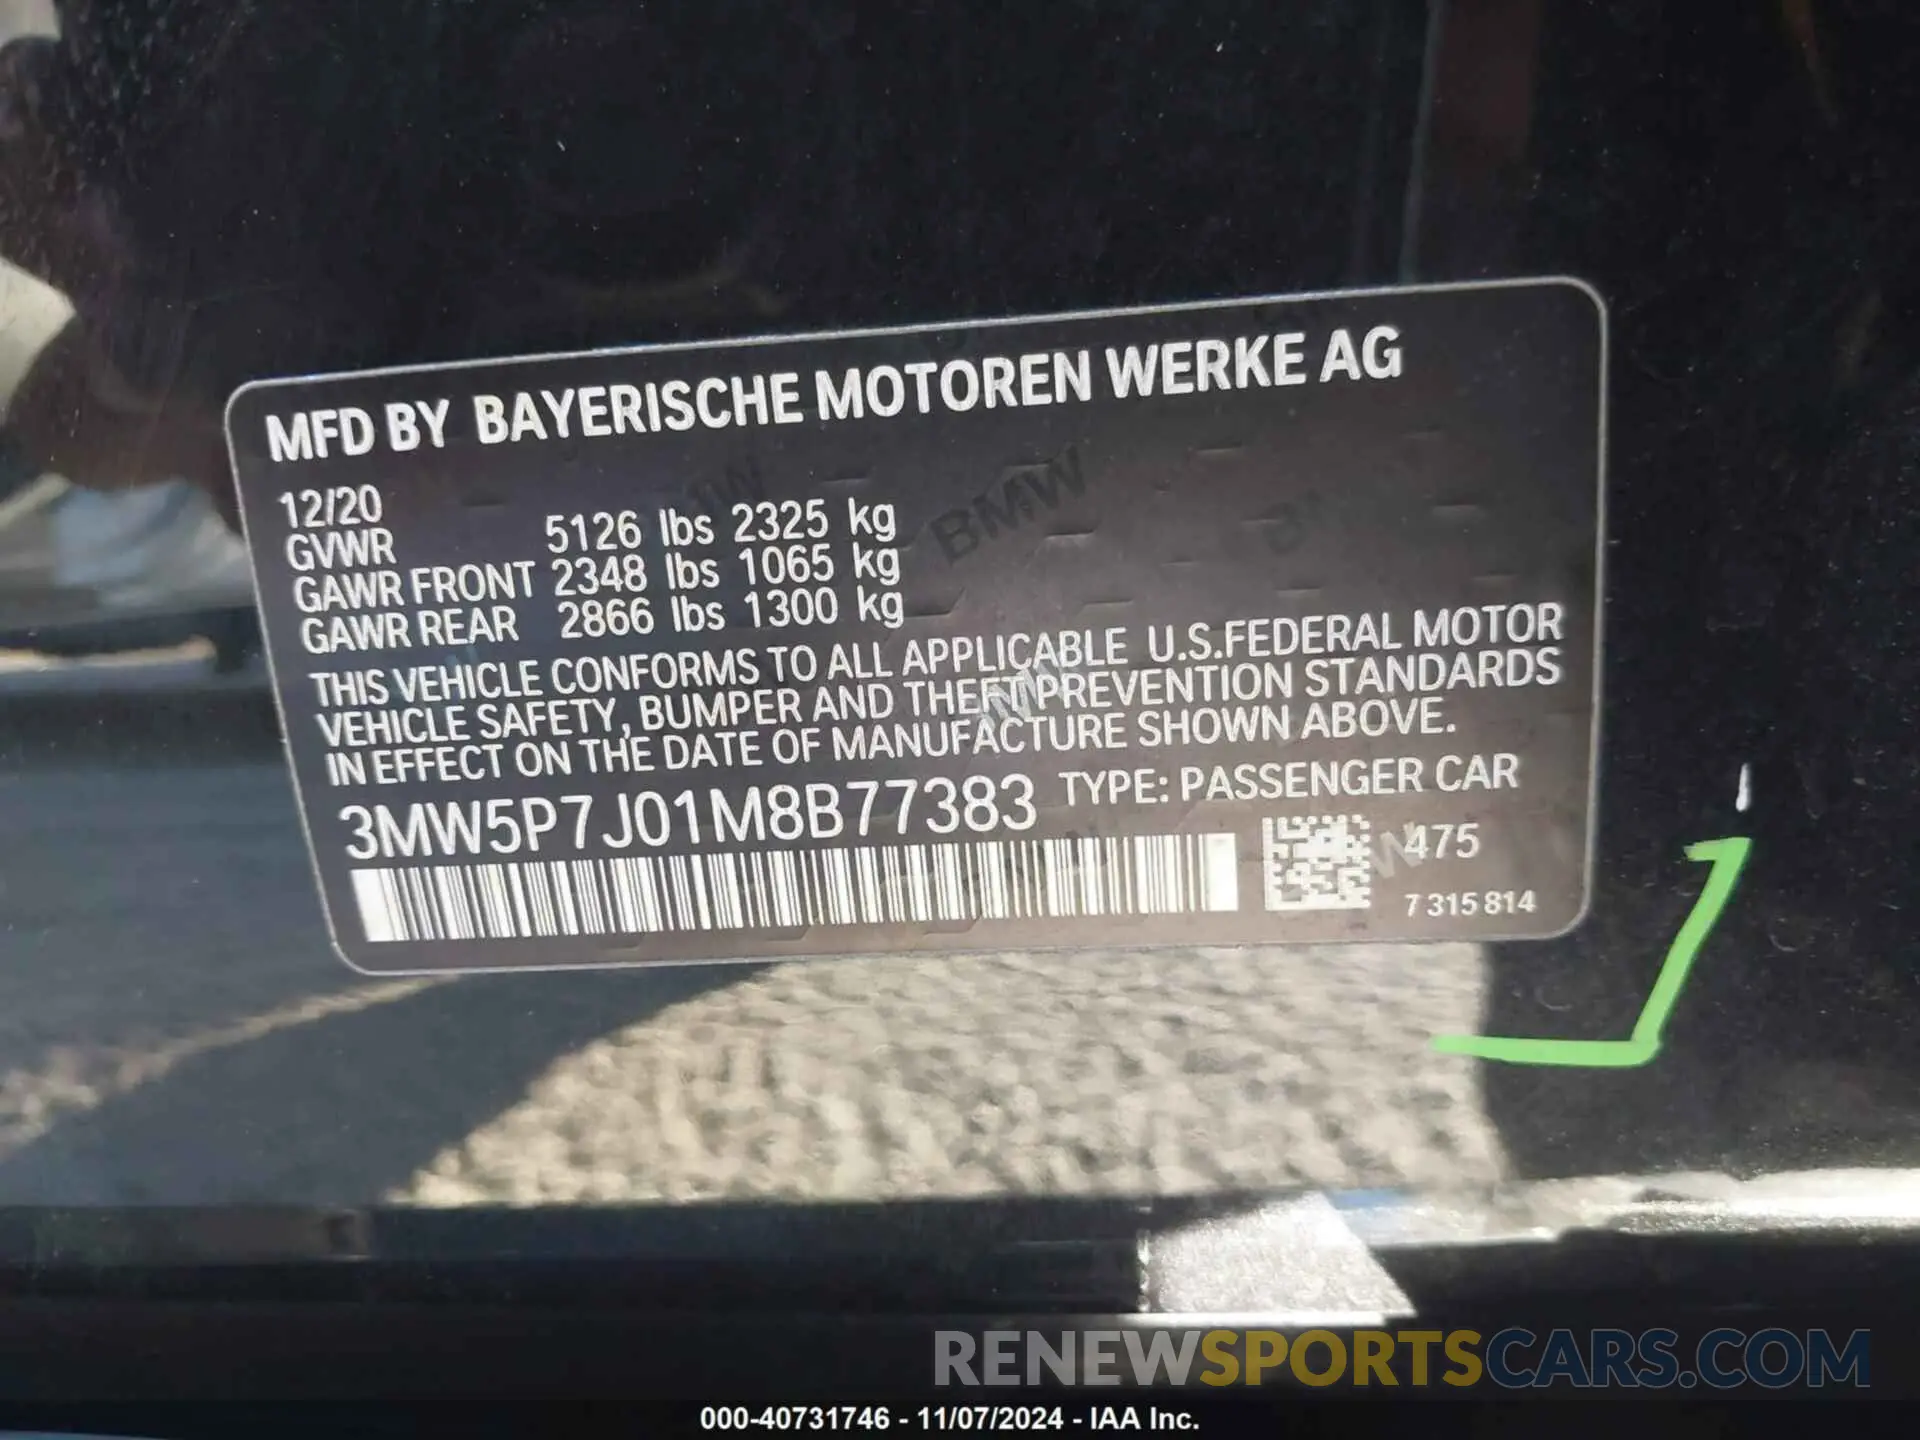 MFD BY BAYERISCHE MOTOREN WERKE AG
12/20
GVWR 5126 lbs 2325 kg
GAWR FRONT 2348 lbs 1065 kg
GAWR REAR 2866 lbs 1300 kg
THIS VEHICLE CONFORMS TO ALL APPLICABLE U.S.FEDERAL MOTOR
VEHICLE SAFETY, BUMPER AND THEFT PREVENTION STANDARDS
IN EFFECT ON THE DATE OF MANUFACTURE SHOWN ABOVE.
3MW5P7J01M8B77383 TYPE: PASSENGER CAR
475
7 315 814
BMW
RENEWSPORTSCARS.COM
000-40731746 - 11/07/2024 - IAA Inc.